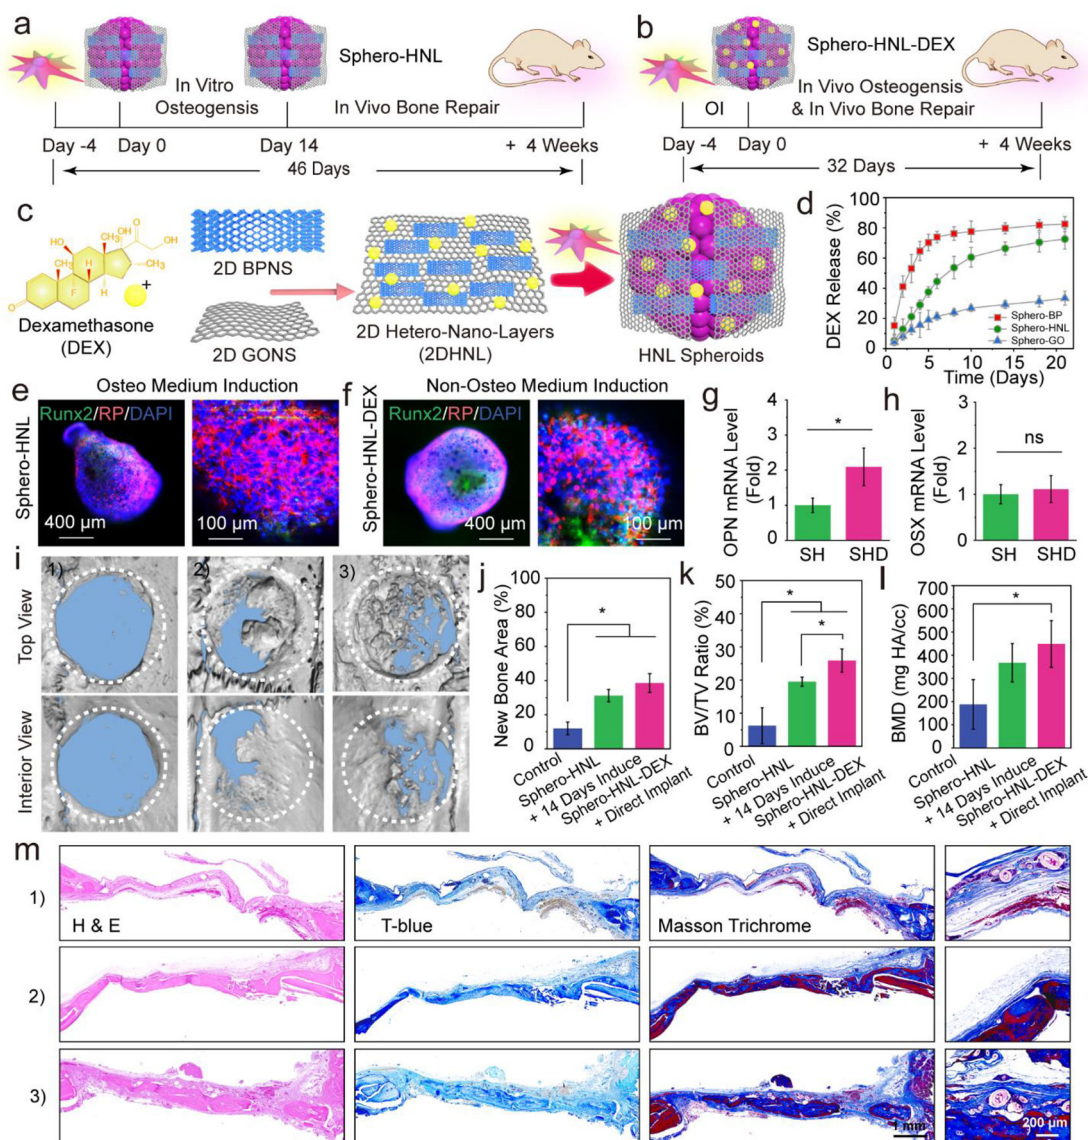 a
Sphero-HNL
In Vitro
Osteogensis
In Vivo Bone Repair
Day -4
Day 0
Day 14
+ 4 Weeks
46 Days
b
Sphero-HNL-DEX
In Vivo Osteogenesis
OI
& In Vivo Bone Repair
Day -4
Day 0
+ 4 Weeks
32 Days
c
O
OH
CH₃
OH
HO
CH₃
H
CH₃
F
H
O
+
Dexamethasone
(DEX)
2D BPNS
2D GONS
2D Hetero-Nano-Layers
(2DHNL)
HNL Spheroids
d
DEX Release (%)
100
80
60
40
20
0
0 5 10 15 20
Time (Days)
Sphero-BP
Sphero-HNL
Sphero-GO
e
Osteo Medium Induction
Sphero-HNL
Runx2/RP/DAPI
400 µm
100 µm
f
Non-Osteo Medium Induction
Sphero-HNL-DEX
Runx2/RP/DAPI
400 µm
100 µm
g
OPN mRNA Level
(Fold)
4
3
2
1
0
*
SH SHD
h
OSX mRNA Level
(Fold)
3
2
1
0
ns
SH SHD
i
1)
2)
3)
Top View
Interior View
j
New Bone Area (%)
100
80
60
40
20
0
*
Control
Sphero-HNL
+ 14 Days Induce
Sphero-HNL-DEX
+ Direct Implant
k
BV/TV Ratio (%)
50
40
30
20
10
0
*
*
Control
Sphero-HNL
+ 14 Days Induce
Sphero-HNL-DEX
+ Direct Implant
l
BMD (mg HA/cc)
700
600
500
400
300
200
100
000
*
Control
Sphero-HNL
+ 14 Days Induce
Sphero-HNL-DEX
+ Direct Implant
m
1)
H & E
T-blue
Masson Trichrome
2)
3)
1 mm
200 µm